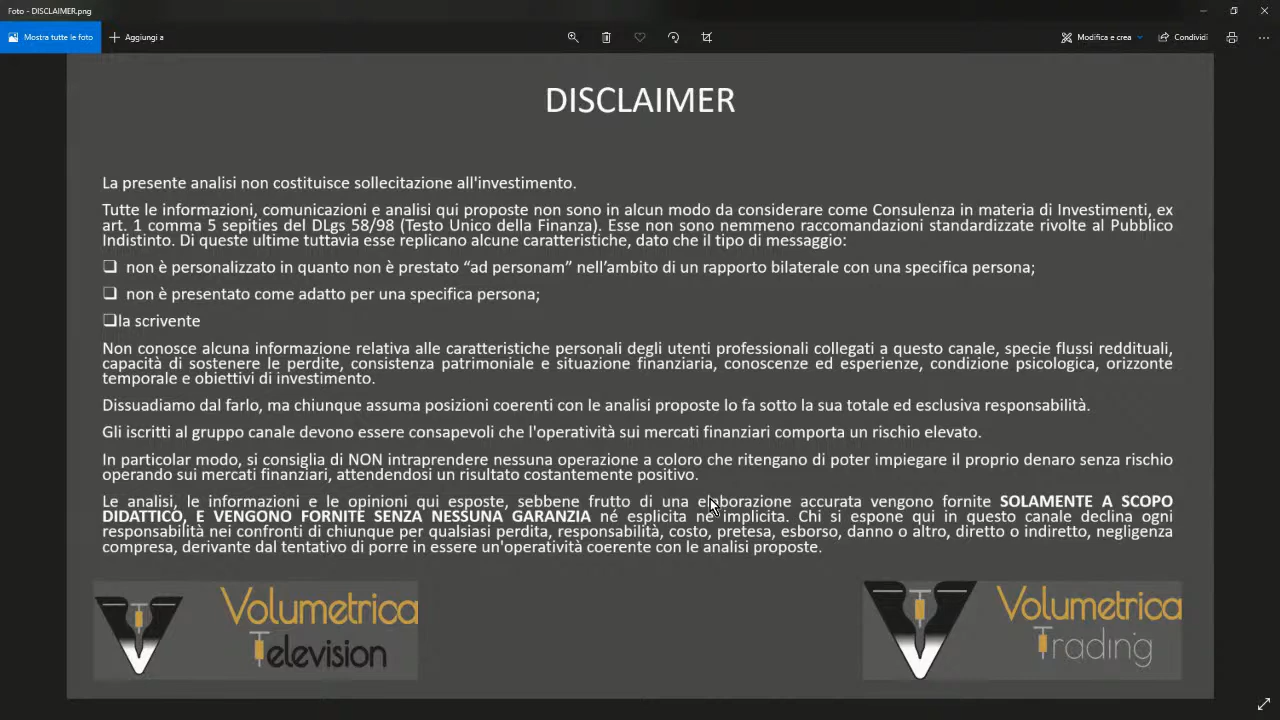 Foto - DISCLAIMER.png
Mostra tutte le foto
Aggiungi a
Modifica e crea
Condividi
DISCLAIMER
La presente analisi non costituisce sollecitazione all'investimento.
Tutte le informazioni, comunicazioni e analisi qui proposte non sono in alcun modo da considerare come Consulenza in materia di Investimenti, ex
art. 1 comma 5 sepities del DLgs 58/98 (Testo Unico della Finanza). Esse non sono nemmeno raccomandazioni standardizzate rivolte al Pubblico
Indistinto. Di queste ultime tuttavia esse replicano alcune caratteristiche, dato che il tipo di messaggio:
❑ non è personalizzato in quanto non è prestato “ad personam” nell’ambito di un rapporto bilaterale con una specifica persona;
❑ non è presentato come adatto per una specifica persona;
❑la scrivente
Non conosce alcuna informazione relativa alle caratteristiche personali degli utenti professionali collegati a questo canale, specie flussi reddituali,
capacità di sostenere le perdite, consistenza patrimoniale e situazione finanziaria, conoscenze ed esperienze, condizione psicologica, orizzonte
temporale e obiettivi di investimento.
Dissuadiamo dal farlo, ma chiunque assuma posizioni coerenti con le analisi proposte lo fa sotto la sua totale ed esclusiva responsabilità.
Gli iscritti al gruppo canale devono essere consapevoli che l'operatività sui mercati finanziari comporta un rischio elevato.
In particolar modo, si consiglia di NON intraprendere nessuna operazione a coloro che ritengano di poter impiegare il proprio denaro senza rischio
operando sui mercati finanziari, attendendosi un risultato costantemente positivo.
Le analisi, le informazioni e le opinioni qui esposte, sebbene frutto di una elaborazione accurata vengono fornite SOLAMENTE A SCOPO
DIDATTICO, E VENGONO FORNITE SENZA NESSUNA GARANZIA né esplicita né implicita. Chi si espone qui in questo canale declina ogni
responsabilità nei confronti di chiunque per qualsiasi perdita, responsabilità, costo, pretesa, esborso, danno o altro, diretto o indiretto, negligenza
compresa, derivante dal tentativo di porre in essere un'operatività coerente con le analisi proposte.
Volumetrica
Television
Volumetrica
Trading